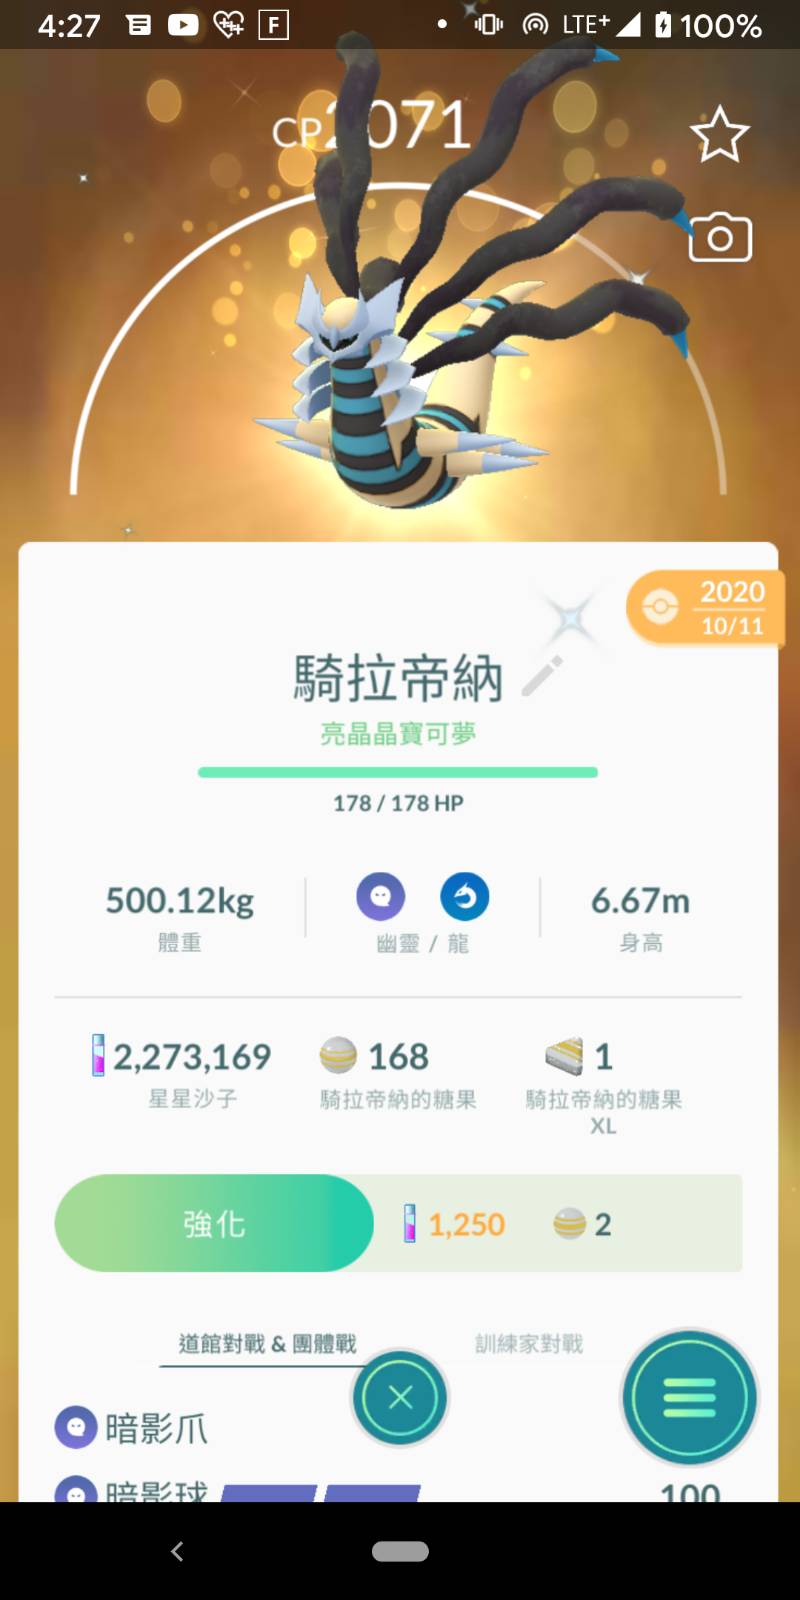 4:27 F LTE+ 100%
CP2071
2020
10/11
騎拉帝納
亮晶晶寶可夢
178 / 178 HP
500.12kg 6.67m
體重 幽靈 / 龍 身高
2,273,169 168 1
星星沙子 騎拉帝納的糖果 騎拉帝納的糖果
XL
強化 1,250 2
道館對戰 & 團體戰 訓練家對戰
暗影爪
暗影球 100